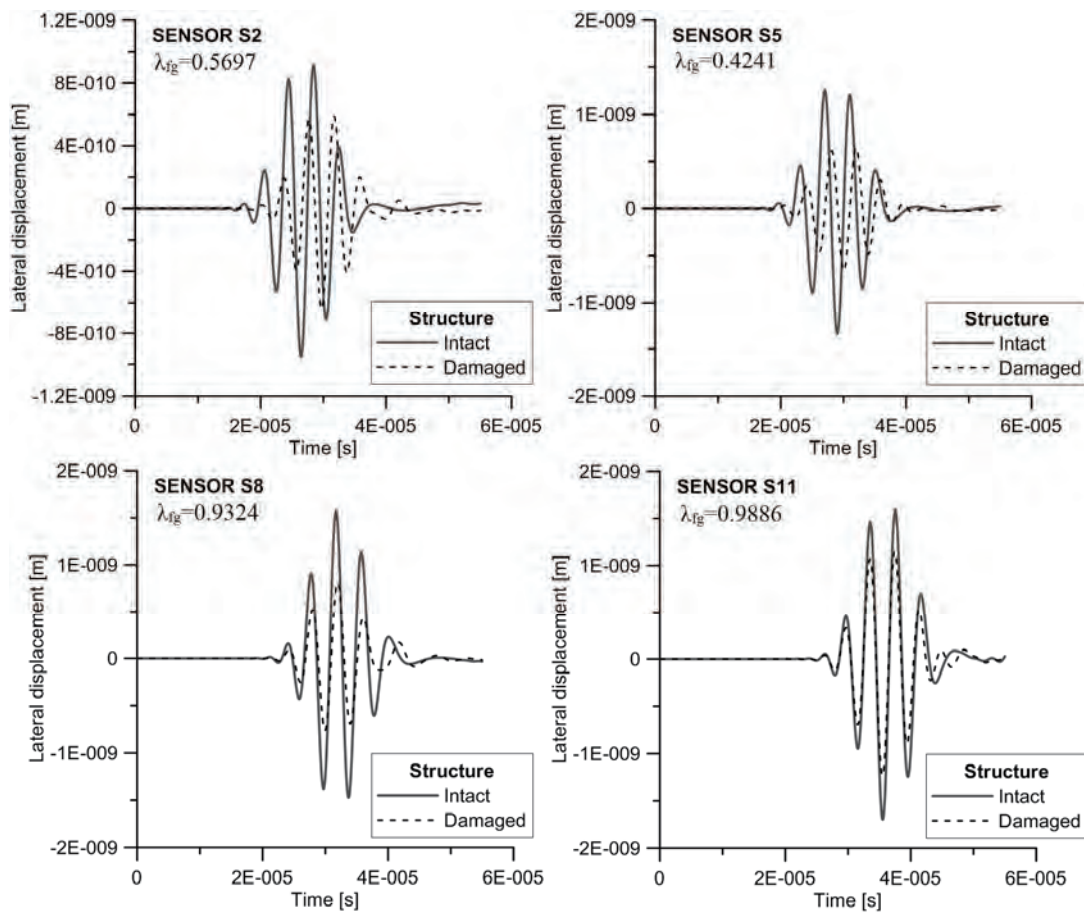 SENSOR S2
λfg=0.5697
Lateral displacement [m]
1.2E-009
8E-010
4E-010
0
-4E-010
-8E-010
-1.2E-009
Structure
Intact
Damaged
0
2E-005
4E-005
6E-005
Time [s]
SENSOR S5
λfg=0.4241
Lateral displacement [m]
2E-009
1E-009
0
-1E-009
-2E-009
Structure
Intact
Damaged
0
2E-005
4E-005
6E-005
Time [s]
SENSOR S8
λfg=0.9324
Lateral displacement [m]
2E-009
1E-009
0
-1E-009
-2E-009
Structure
Intact
Damaged
0
2E-005
4E-005
6E-005
Time [s]
SENSOR S11
λfg=0.9886
Lateral displacement [m]
2E-009
1E-009
0
-1E-009
-2E-009
Structure
Intact
Damaged
0
2E-005
4E-005
6E-005
Time [s]